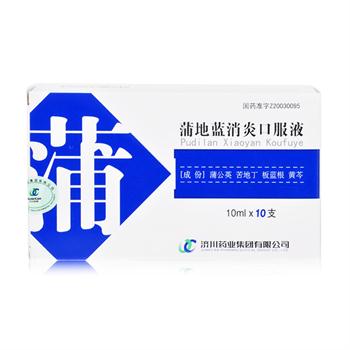 国药准字Z20030095
蒲地蓝消炎口服液
Pudilan Xiaoyan Koufuye
蒲
[成份] 蒲公英 苦地丁 板蓝根 黄芩
10ml x 10支
济川药业集团有限公司